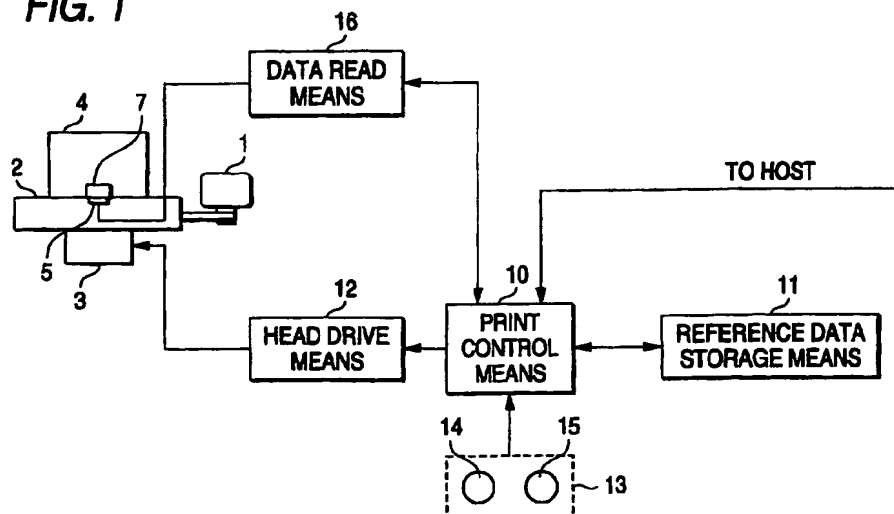 FIG. 1
16
DATA READ
MEANS
4
7
2
1
TO HOST
5
3
12
HEAD DRIVE
MEANS
10
PRINT
CONTROL
MEANS
11
REFERENCE DATA
STORAGE MEANS
14
15
13